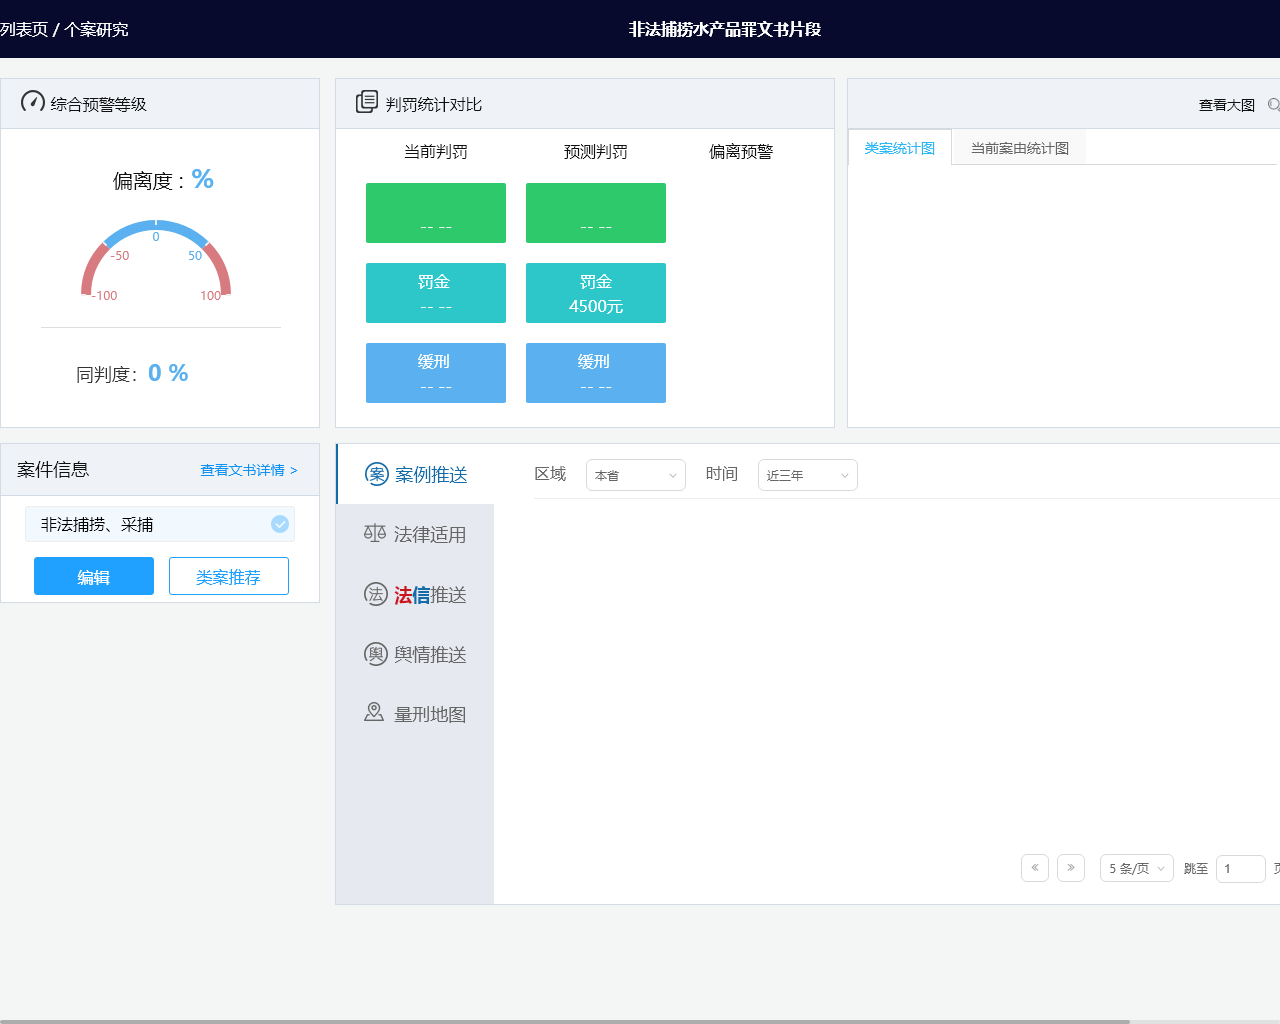 列表页 / 个案研究
非法捕捞水产品罪文书片段
综合预警等级
偏离度 : %
0
-50
50
-100
100
同判度: 0 %
判罚统计对比
当前判罚
预测判罚
偏离预警
-- --
-- --
罚金
-- --
罚金
4500元
缓刑
-- --
缓刑
-- --
查看大图
类案统计图
当前案由统计图
案件信息
查看文书详情 >
非法捕捞、采捕
编辑
类案推荐
案 案例推送
法律适用
法 法信推送
舆 舆情推送
量刑地图
区域
本省
时间
近三年
« » 5 条/页 跳至 1